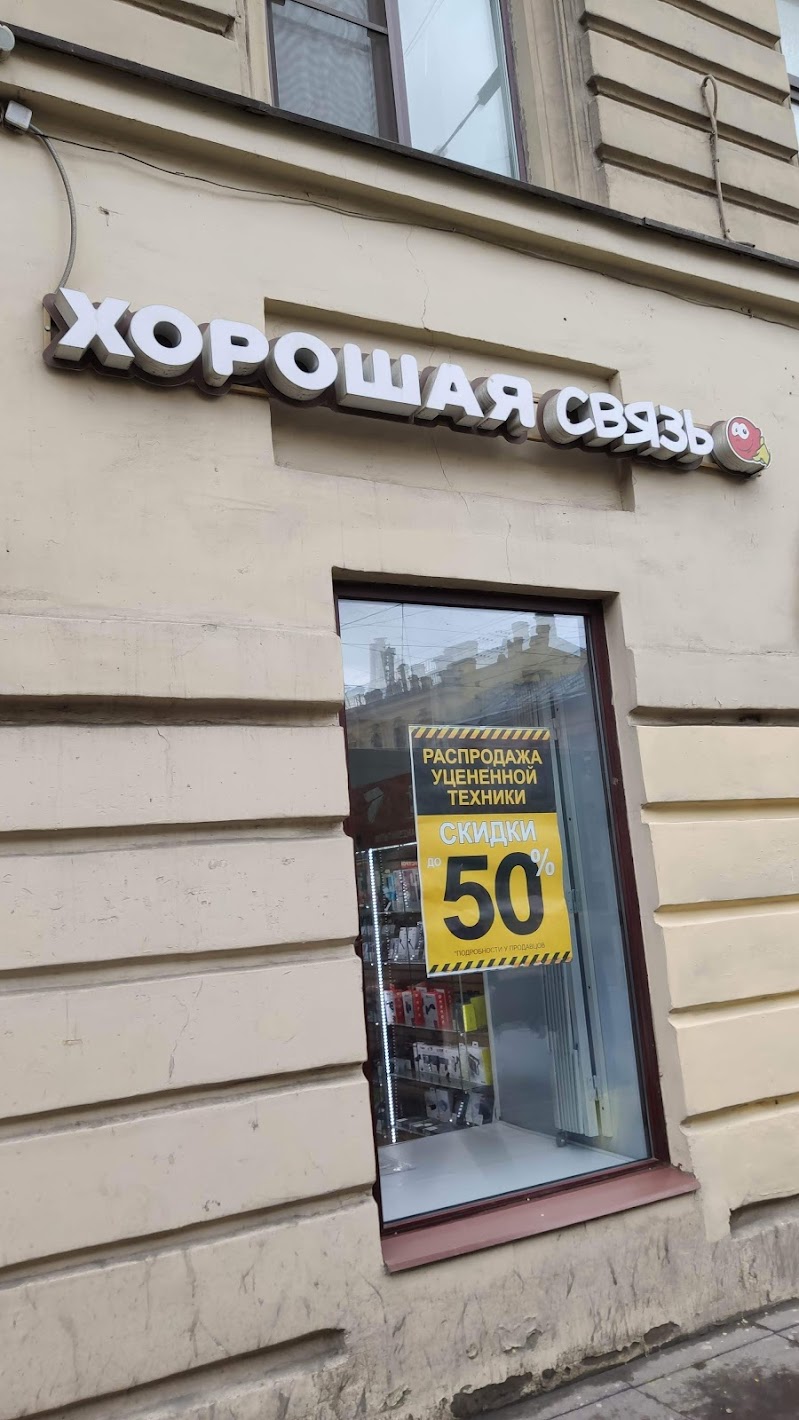 ХОРОШАЯ СВЯЗЬ
РАСПРОДАЖА
УЦЕНЕННОЙ
ТЕХНИКИ
СКИДКИ
ДО 50%
*ПОДРОБНОСТИ У ПРОДАВЦОВ